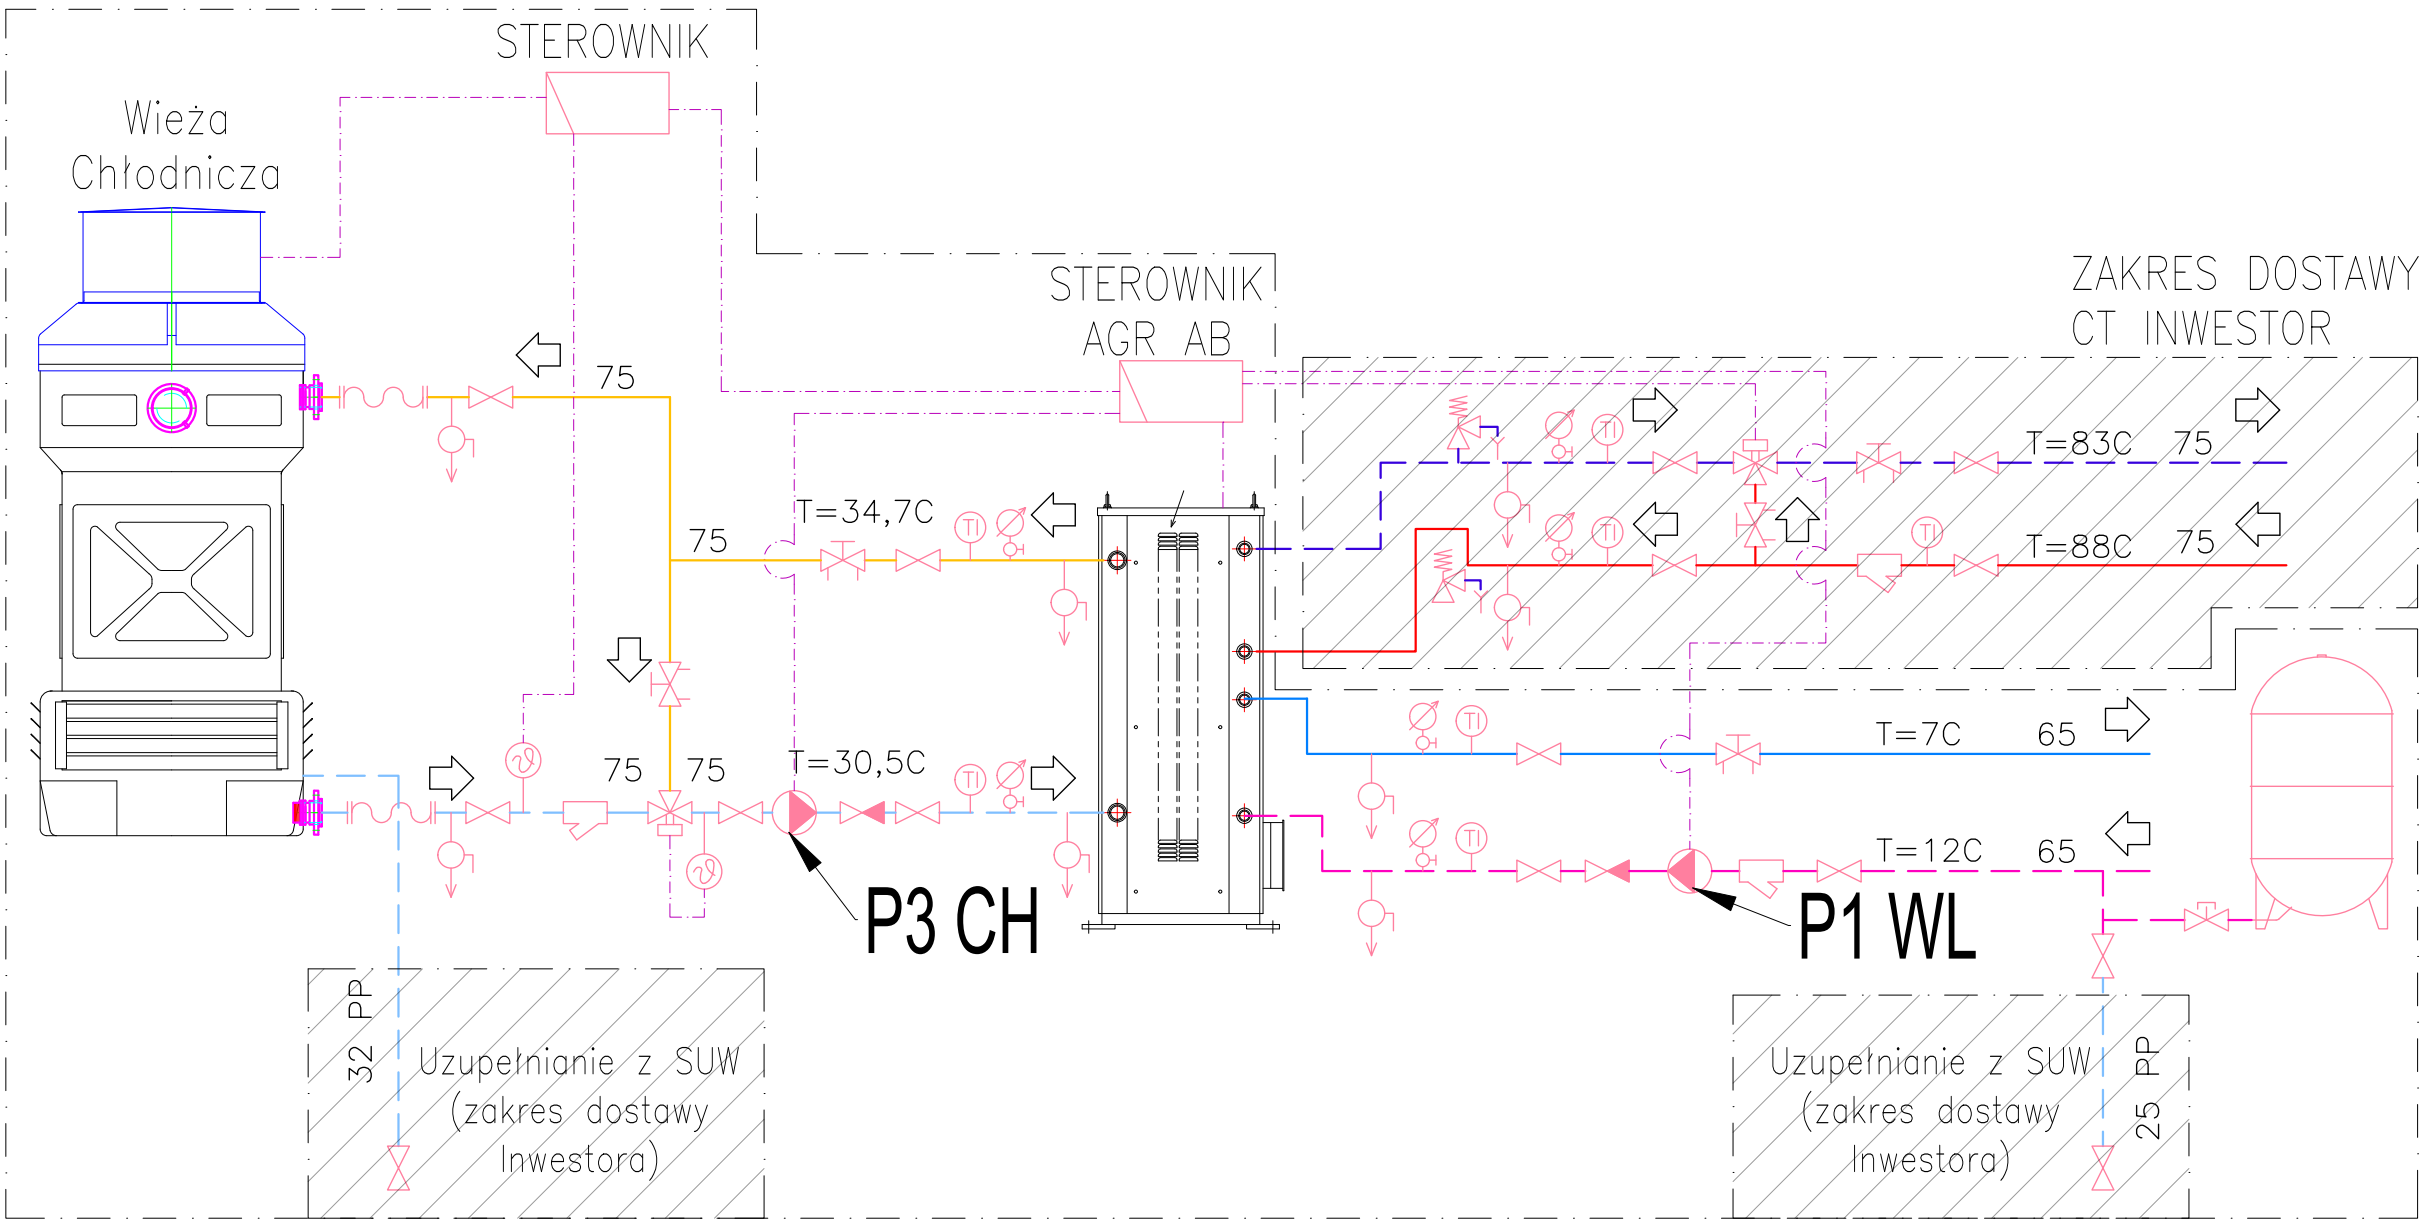 STEROWNIK
Wieża
Chłodnicza
STEROWNIK
AGR AB
ZAKRES DOSTAWY
CT INWESTOR
75
T=83C 75
TI
T=34,7C
TI
75
TI
TI
T=88C 75
TI
T=7C 65
75 75
T=30,5C
TI
TI
T=12C 65
P3 CH
P1 WL
32 PP
Uzupełnianie z SUW
(zakres dostawy
Inwestora)
Uzupełnianie z SUW
(zakres dostawy
Inwestora)
25 PP